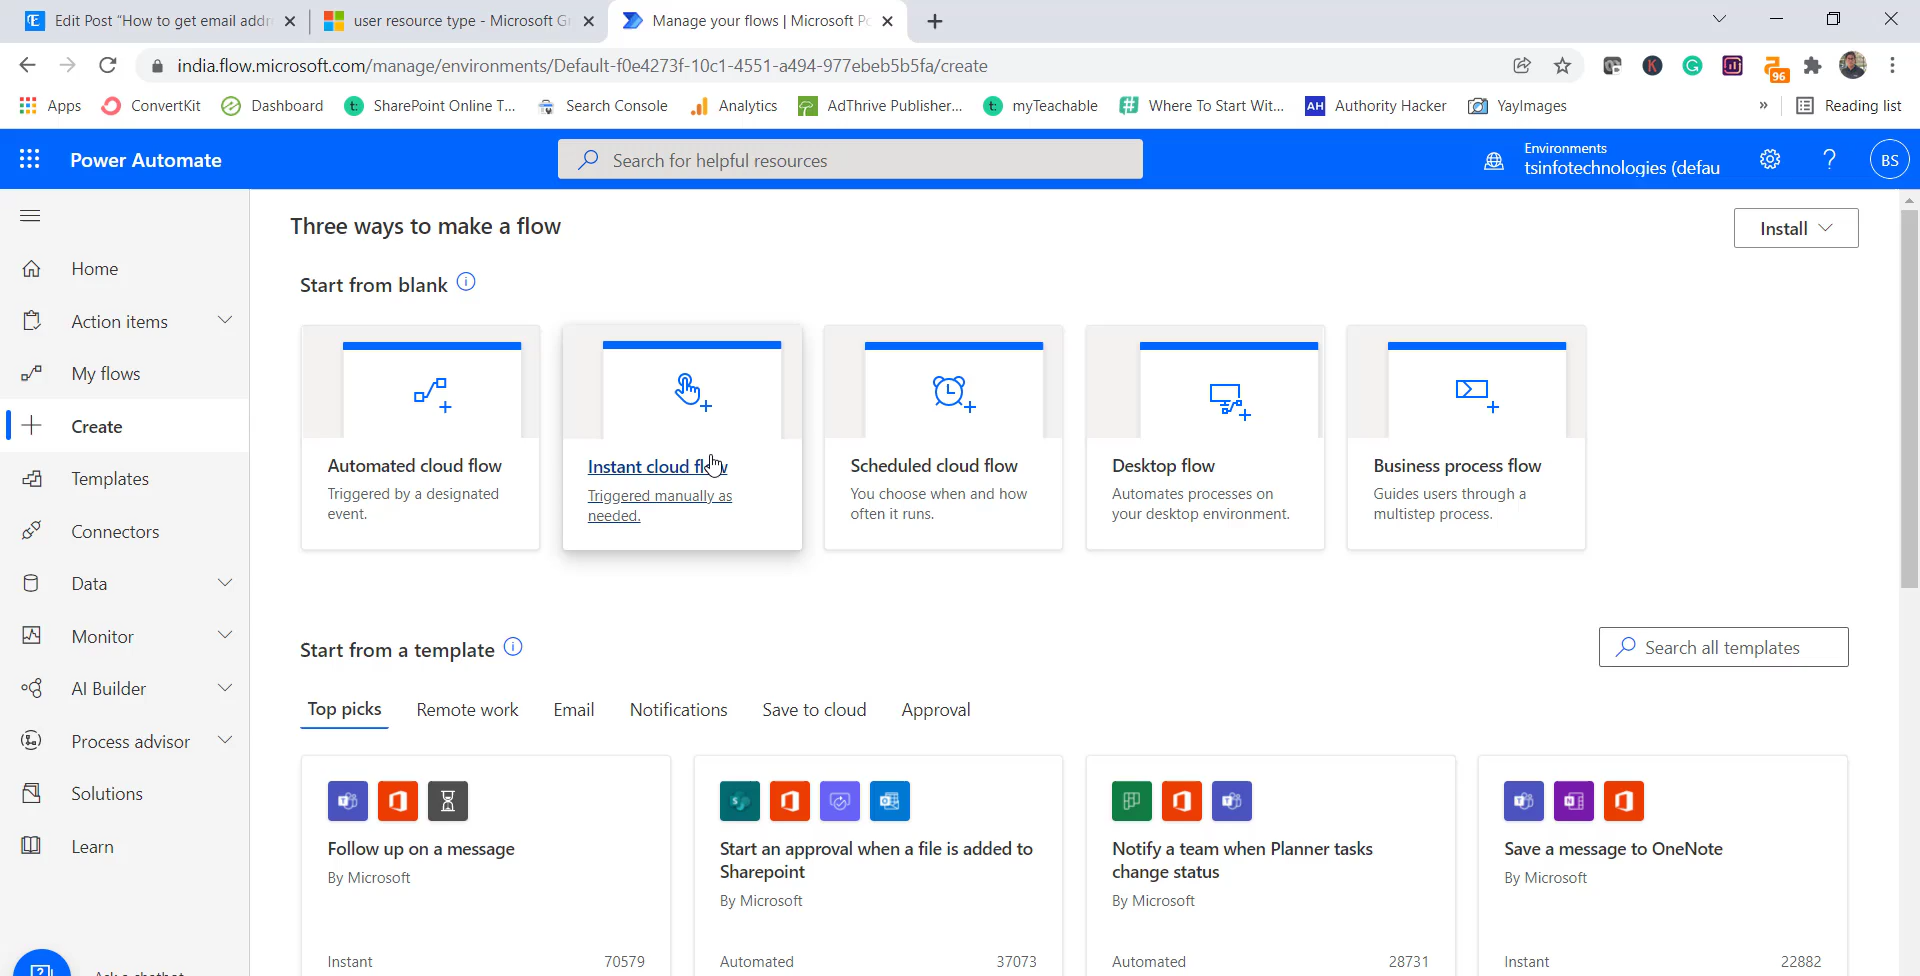 Edit Post "How to get email addr
user resource type - Microsoft G
Manage your flows | Microsoft Po
india.flow.microsoft.com/manage/environments/Default-f0e4273f-10c1-4551-a494-977ebeb5b5fa/create
96
Apps
ConvertKit
Dashboard
SharePoint Online T...
Search Console
Analytics
AdThrive Publisher...
myTeachable
Where To Start Wit...
AH
Authority Hacker
YayImages
»
Reading list
Power Automate
Search for helpful resources
Environments
tsinfotechnologies (defau
?
BS
Home
Action items
My flows
Create
Templates
Connectors
Data
Monitor
AI Builder
Process advisor
Solutions
Learn
Three ways to make a flow
Install
Start from blank
Automated cloud flow
Triggered by a designated
event.
Instant cloud flow
Triggered manually as
needed.
Scheduled cloud flow
You choose when and how
often it runs.
Desktop flow
Automates processes on
your desktop environment.
Business process flow
Guides users through a
multistep process.
Start from a template
Search all templates
Top picks
Remote work
Email
Notifications
Save to cloud
Approval
Follow up on a message
By Microsoft
Instant
70579
Start an approval when a file is added to
Sharepoint
By Microsoft
Automated
37073
Notify a team when Planner tasks
change status
By Microsoft
Automated
28731
Save a message to OneNote
By Microsoft
Instant
22882